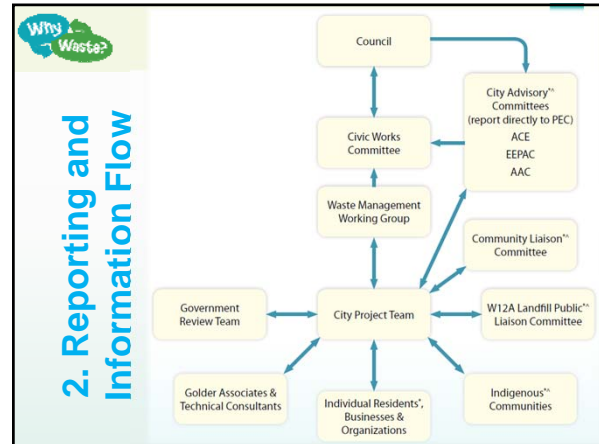 Why
Waste?
2. Reporting and
Information Flow
Council
City Advisory*^
Committees
(report directly to PEC)
ACE
EEPAC
AAC
Civic Works
Committee
Waste Management
Working Group
Community Liaison*^
Committee
Government
Review Team
City Project Team
W12A Landfill Public*^
Liaison Committee
Golder Associates &
Technical Consultants
Individual Residents*,
Businesses &
Organizations
Indigenous*^
Communities